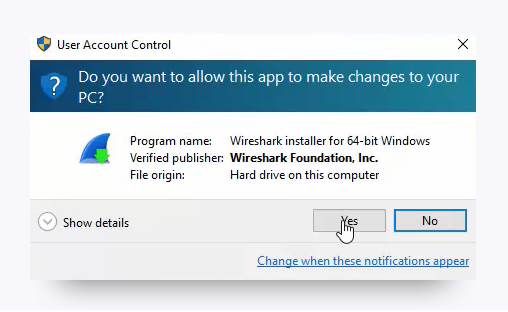 User Account Control
Do you want to allow this app to make changes to your
PC?
Program name: Wireshark installer for 64-bit Windows
Verified publisher: Wireshark Foundation, Inc.
File origin: Hard drive on this computer
Show details
Yes
No
Change when these notifications appear